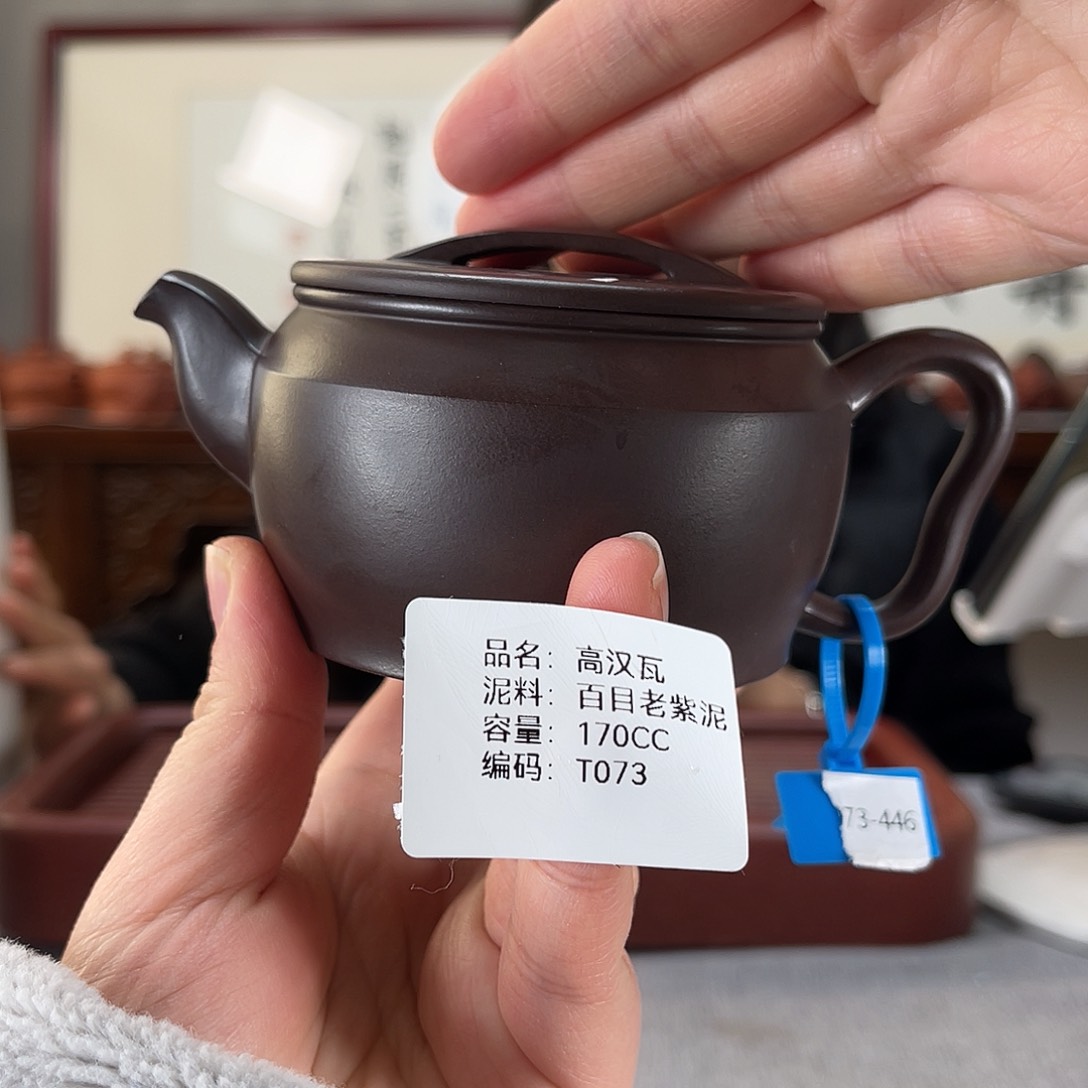 品名: 高汉瓦
泥料: 百目老紫泥
容量: 170CC
编码: T073
73-446